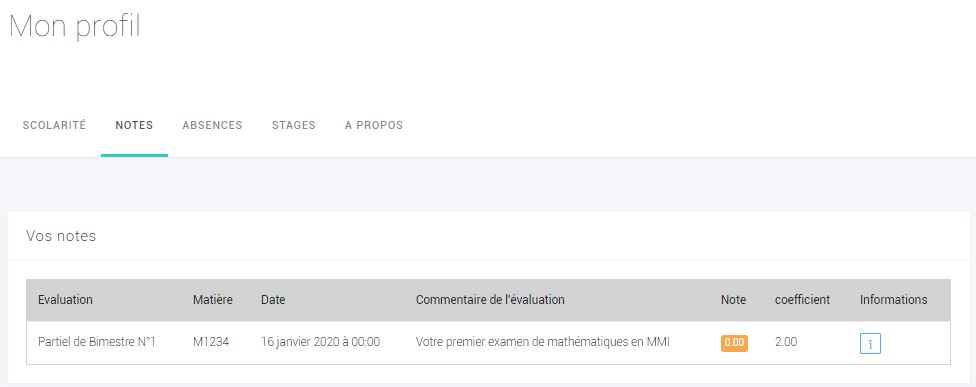 Mon profil
SCOLARITÉ NOTES ABSENCES STAGES A PROPOS
Vos notes
Evaluation Matière Date Commentaire de l'évaluation Note coefficient Informations
Partiel de Bimestre N°1 M1234 16 janvier 2020 à 00:00 Votre premier examen de mathématiques en MMI 0.00 2.00 i